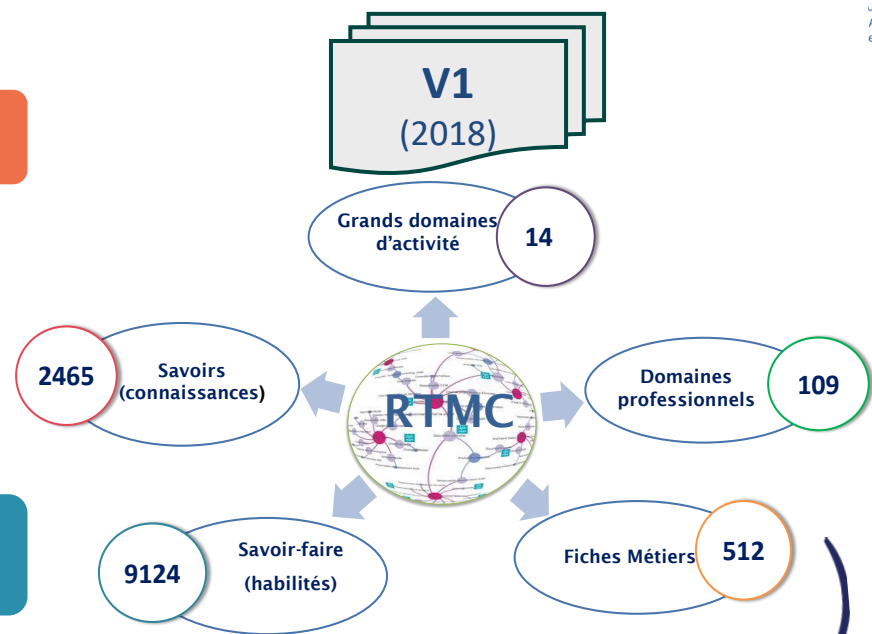 V1
(2018)
Grands domaines
d'activité
14
2465
Savoirs
(connaissances)
RTMC
Domaines
professionnels
109
9124
Savoir-faire
(habilités)
Fiches Métiers
512